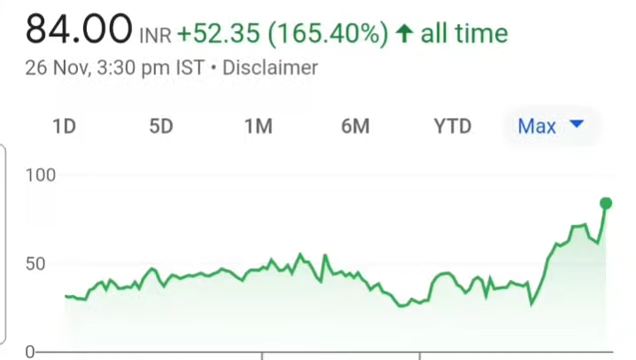 84.00 INR +52.35 (165.40%) ↑ all time
26 Nov, 3:30 pm IST • Disclaimer
1D 5D 1M 6M YTD Max
100
50
0